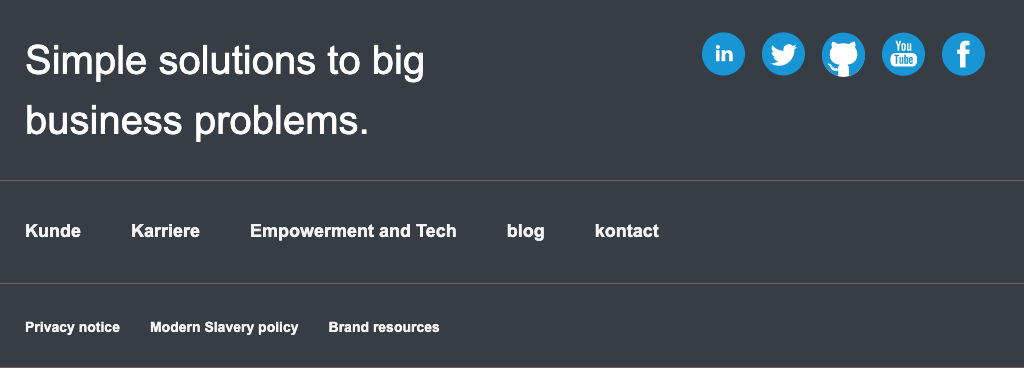 Simple solutions to big
business problems.
in
You
Tube
f
Kunde Karriere Empowerment and Tech blog kontact
Privacy notice Modern Slavery policy Brand resources